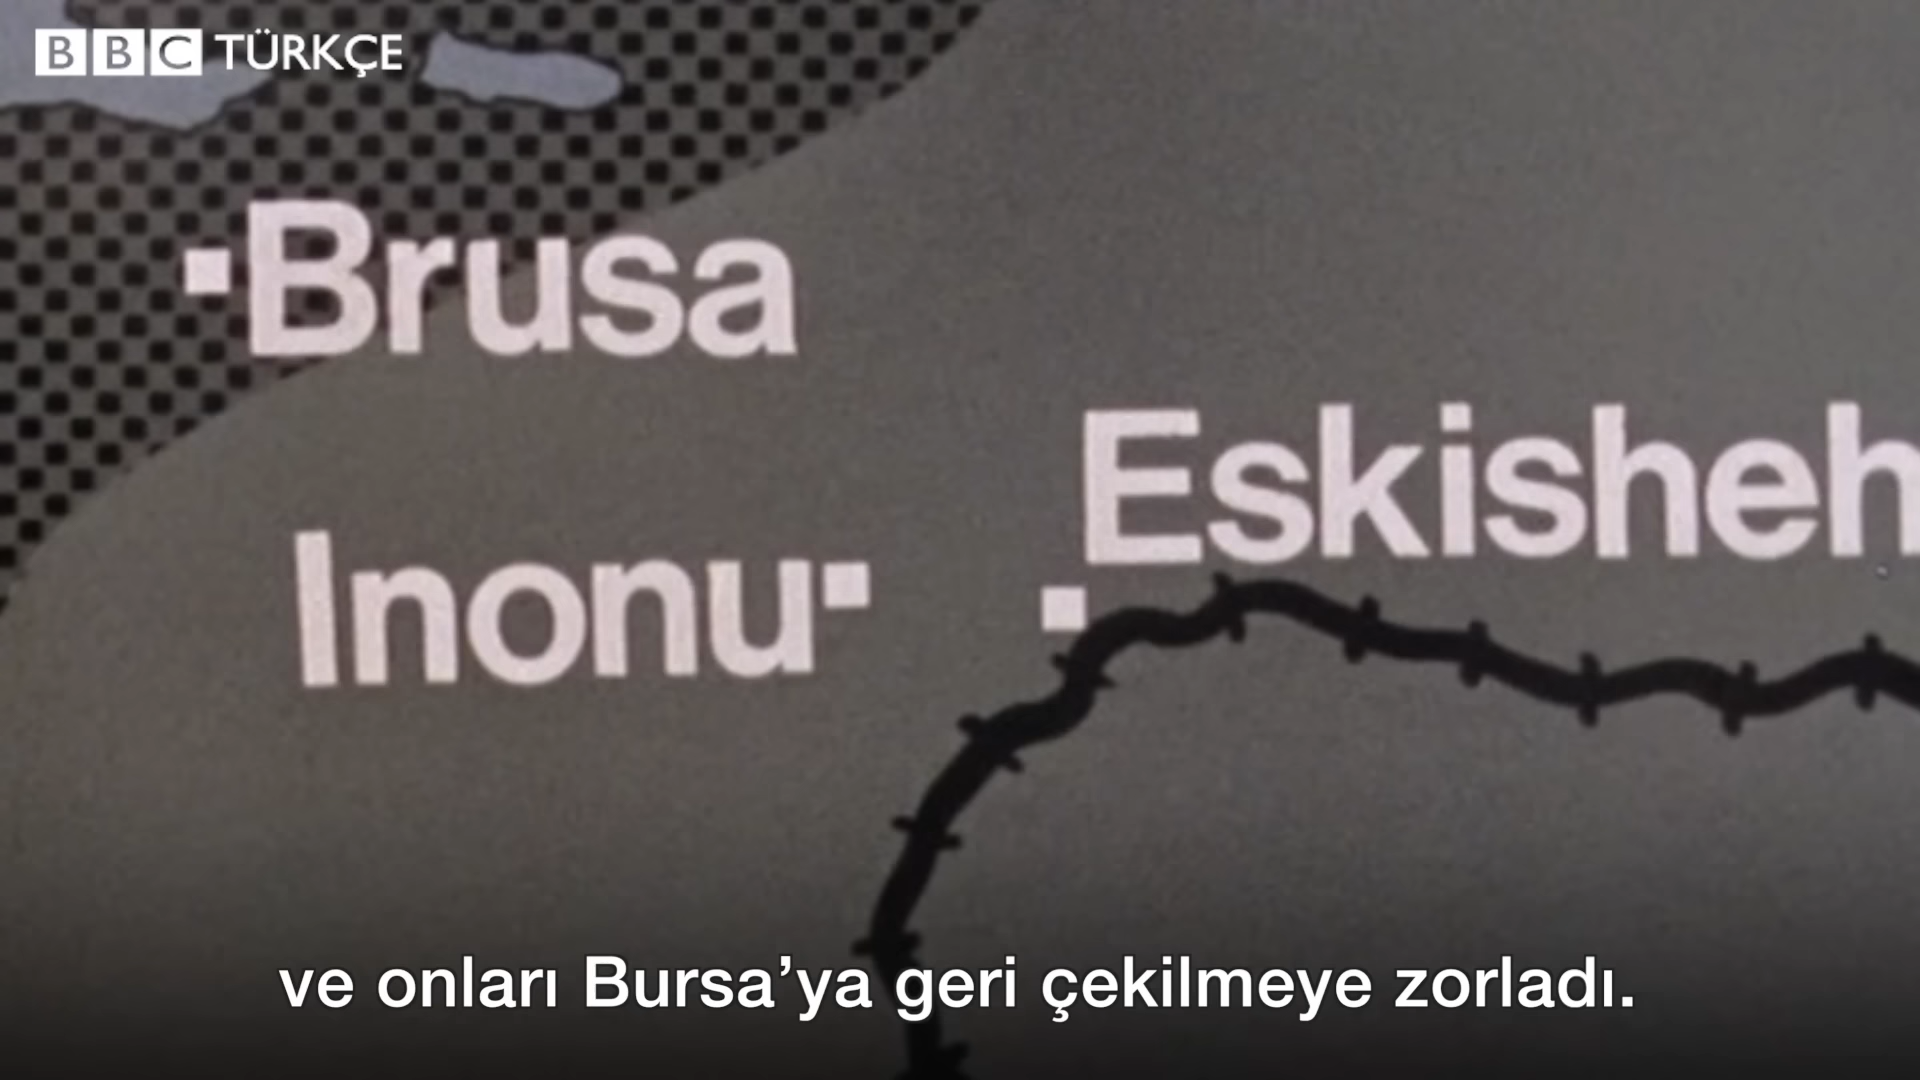 BBC TÜRKÇE
Brusa
Eskisheh
Inonu
ve onları Bursa’ya geri çekilmeye zorladı.